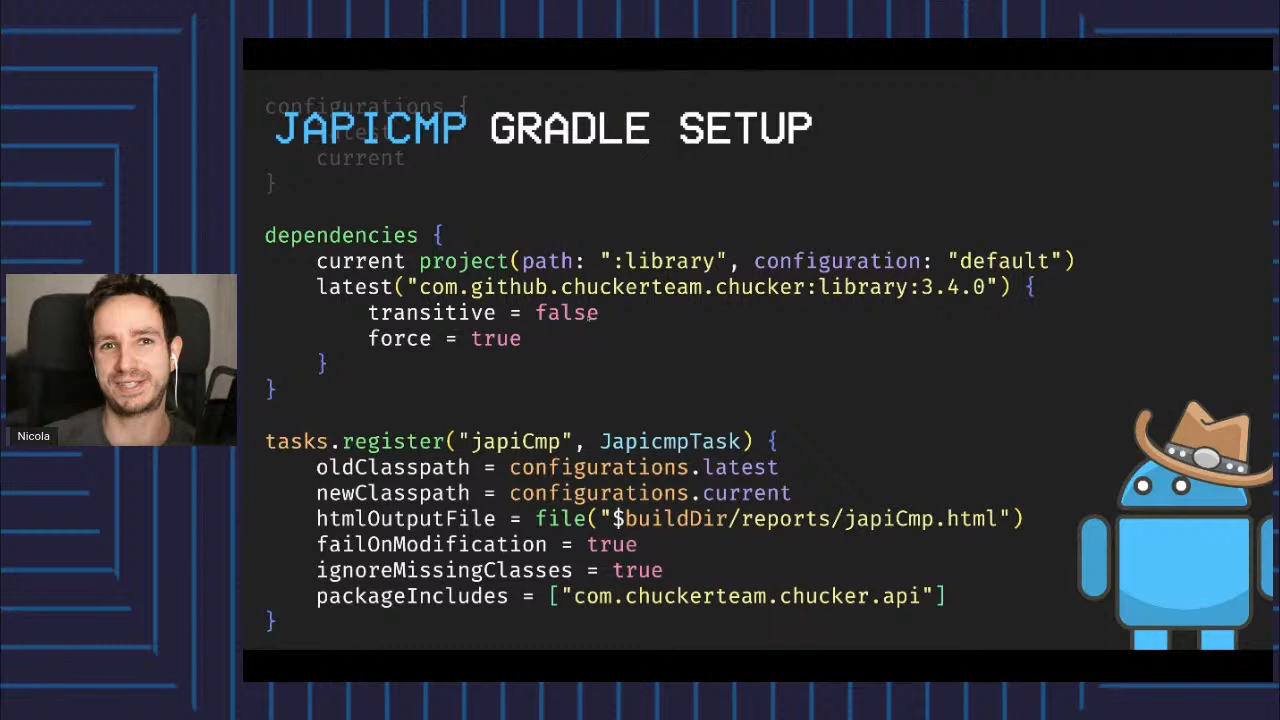 configurations {
JAPICMP GRADLE SETUP
current
}
dependencies {
current project(path: ":library", configuration: "default")
latest("com.github.chuckerteam.chucker:library:3.4.0") {
transitive = false
force = true
}
}
tasks.register("japiCmp", JapicmpTask) {
oldClasspath = configurations.latest
newClasspath = configurations.current
htmlOutputFile = file("$buildDir/reports/japiCmp.html")
failOnModification = true
ignoreMissingClasses = true
packageIncludes = ["com.chuckerteam.chucker.api"]
}
Nicola